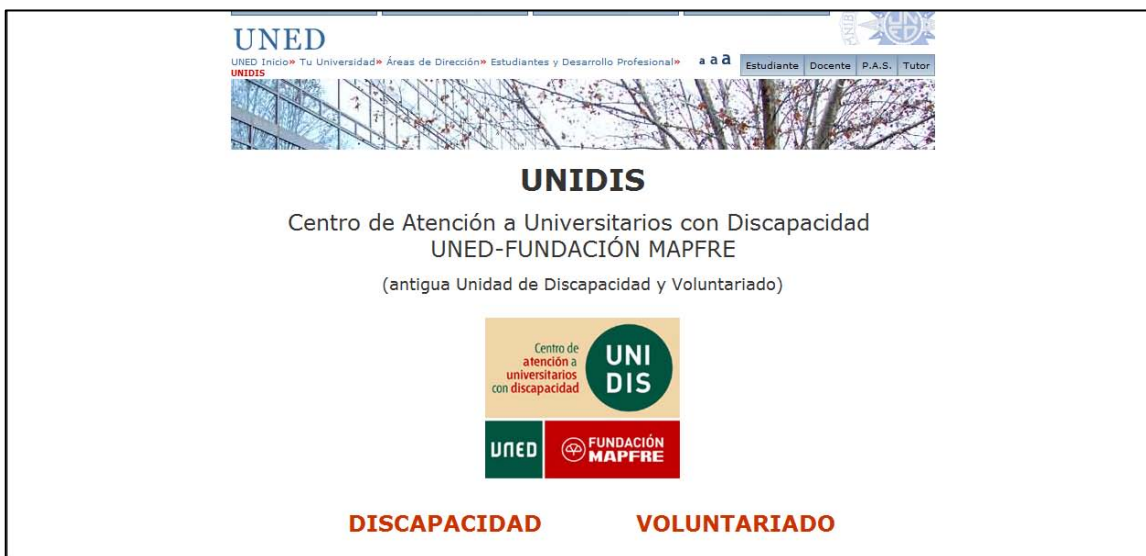 UNED
UNED Inicio» Tu Universidad» Áreas de Dirección» Estudiantes y Desarrollo Profesional»
UNIDIS
a a a
Estudiante Docente P.A.S. Tutor
UNIDIS
Centro de Atención a Universitarios con Discapacidad
UNED-FUNDACIÓN MAPFRE
(antigua Unidad de Discapacidad y Voluntariado)
Centro de
atención a
universitarios
con discapacidad
UNI
DIS
UNED
FUNDACIÓN
MAPFRE
DISCAPACIDAD VOLUNTARIADO